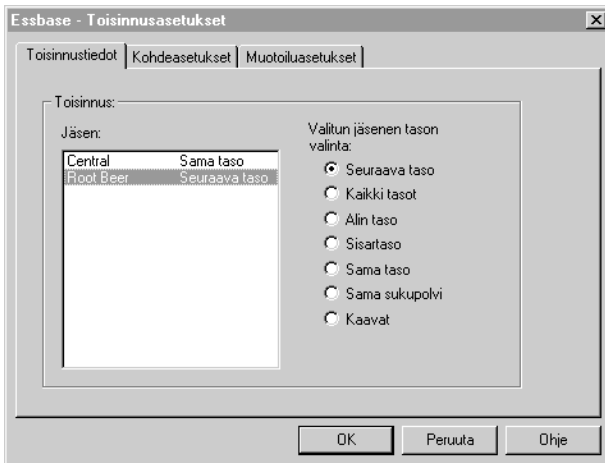 Essbase - Toisinnusasetukset
Toisinnustiedot Kohdeasetukset Muotoiluasetukset
Toisinnus:
Jäsen:
Central Sama taso
Root Beer Seuraava taso
Valitun jäsenen tason
valinta:
Seuraava taso
Kaikki tasot
Alin taso
Sisartaso
Sama taso
Sama sukupolvi
Kaavat
OK Peruuta Ohje